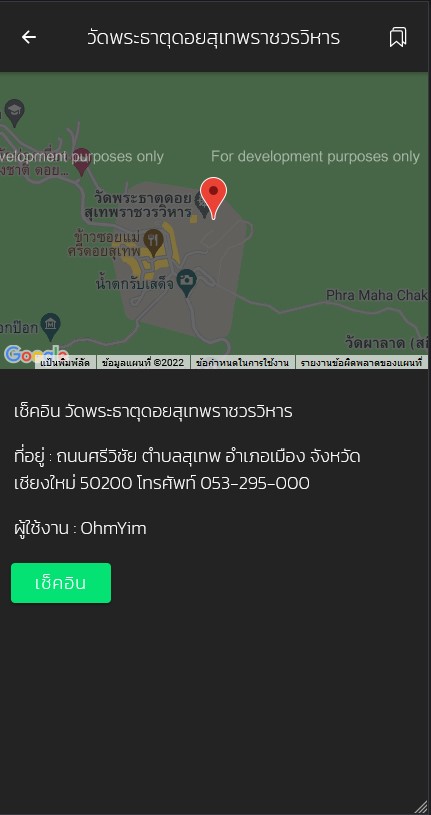 วัดพระธาตุดอยสุเทพราชวรวิหาร
velopment purposes only
For development purposes only
ชาติ ดอย...
วัดพระธาตุดอย
สุเทพราชวรวิหาร
ข้าวซอยแม่
ศรีดอยสุเทพ
น้ำตกรับเสด็จ
Phra Maha Chak
อกป๊อก
วัดผาลาด (สก
Google
แป้นพิมพ์ลัด
ข้อมูลแผนที่ ©2022
ข้อกำหนดในการใช้งาน
รายงานข้อผิดพลาดของแผนที่
เช็คอิน วัดพระธาตุดอยสุเทพราชวรวิหาร
ที่อยู่ : ถนนศรีวิชัย ตำบลสุเทพ อำเภอเมือง จังหวัด
เชียงใหม่ 50200 โทรศัพท์ 053-295-000
ผู้ใช้งาน : OhmYim
เช็คอิน